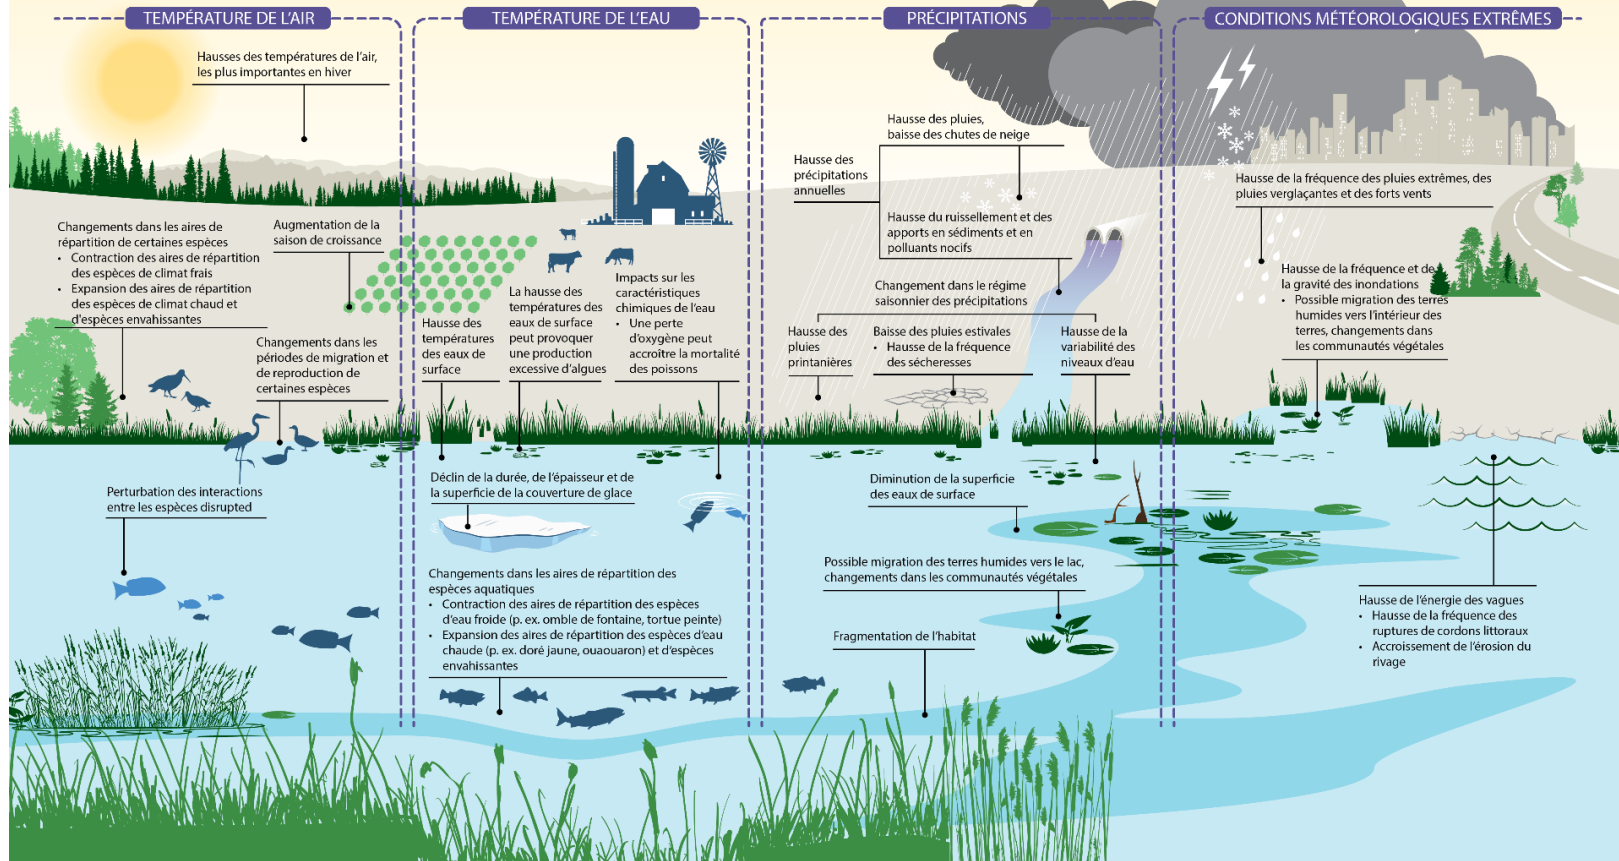 TEMPÉRATURE DE L'AIR
Hausses des températures de l'air,
les plus importantes en hiver
Changements dans les aires de
répartition de certaines espèces
• Contraction des aires de répartition
des espèces de climat frais
• Expansion des aires de répartition
des espèces de climat chaud et
d'espèces envahissantes
Augmentation de la
saison de croissance
Changements dans les
périodes de migration et
de reproduction de
certaines espèces
Perturbation des interactions
entre les espèces disrupted
TEMPÉRATURE DE L'EAU
Hausse des
températures
des eaux de
surface
La hausse des
températures des
eaux de surface
peut provoquer
une production
excessive d'algues
Impacts sur les
caractéristiques
chimiques de l'eau
• Une perte
d'oxygène peut
accroître la mortalité
des poissons
Déclin de la durée, de l'épaisseur et de
la superficie de la couverture de glace
Changements dans les aires de répartition des
espèces aquatiques
• Contraction des aires de répartition des espèces
d'eau froide (p. ex. omble de fontaine, tortue peinte)
• Expansion des aires de répartition des espèces d'eau
chaude (p. ex. doré jaune, ouaouaron) et d'espèces
envahissantes
PRÉCIPITATIONS
Hausse des
précipitations
annuelles
Hausse des pluies,
baisse des chutes de neige
Hausse du ruissellement et des
apports en sédiments et en
polluants nocifs
Changement dans le régime
saisonnier des précipitations
Hausse des
pluies
printanières
Baisse des pluies estivales
• Hausse de la fréquence
des sécheresses
Hausse de la
variabilité des
niveaux d'eau
Diminution de la superficie
des eaux de surface
Possible migration des terres humides vers le lac,
changements dans les communautés végétales
Fragmentation de l'habitat
CONDITIONS MÉTÉOROLOGIQUES EXTRÊMES
Hausse de la fréquence des pluies extrêmes, des
pluies verglaçantes et des forts vents
Hausse de la fréquence et de
la gravité des inondations
• Possible migration des terres
humides vers l'intérieur des
terres, changements dans
les communautés végétales
Hausse de l'énergie des vagues
• Hausse de la fréquence des
ruptures de cordons littoraux
• Accroissement de l'érosion du
rivage